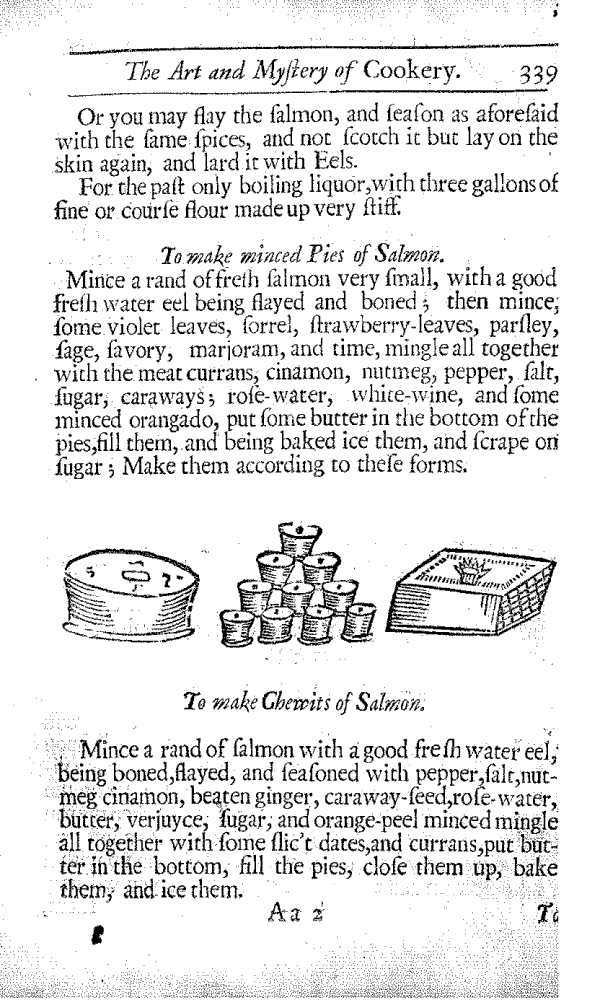 The Art and Myſtery of Cookery. 339
Or you may flay the ſalmon, and ſeaſon as aforeſaid
with the ſame ſpices, and not ſcotch it but lay on the
skin again, and lard it with Eels.
For the paſt only boiling liquor, with three gallons of
fine or courſe flour made up very ſtiff.
To make minced Pies of Salmon.
Mince a rand of freſh ſalmon very ſmall, with a good
freſh water eel being flayed and boned; then mince,
ſome violet leaves, ſorrel, ſtrawberry-leaves, parſley,
ſage, ſavory, marjoram, and time, mingle all together
with the meat currans, cinamon, nutmeg, pepper, ſalt,
ſugar, caraways; roſe-water, white-wine, and ſome
minced orangado, put ſome butter in the bottom of the
pies, fill them, and being baked ice them, and ſcrape on
ſugar; Make them according to theſe forms.
To make Chewits of Salmon.
Mince a rand of ſalmon with a good freſh water eel,
being boned, flayed, and ſeaſoned with pepper, ſalt, nut-
meg cinamon, beaten ginger, caraway-ſeed, roſe-water,
butter, verjuyce, ſugar, and orange-peel minced mingle
all together with ſome ſlic't dates, and currans, put but-
ter in the bottom, fill the pies, cloſe them up, bake
them, and ice them.
A a 2 To